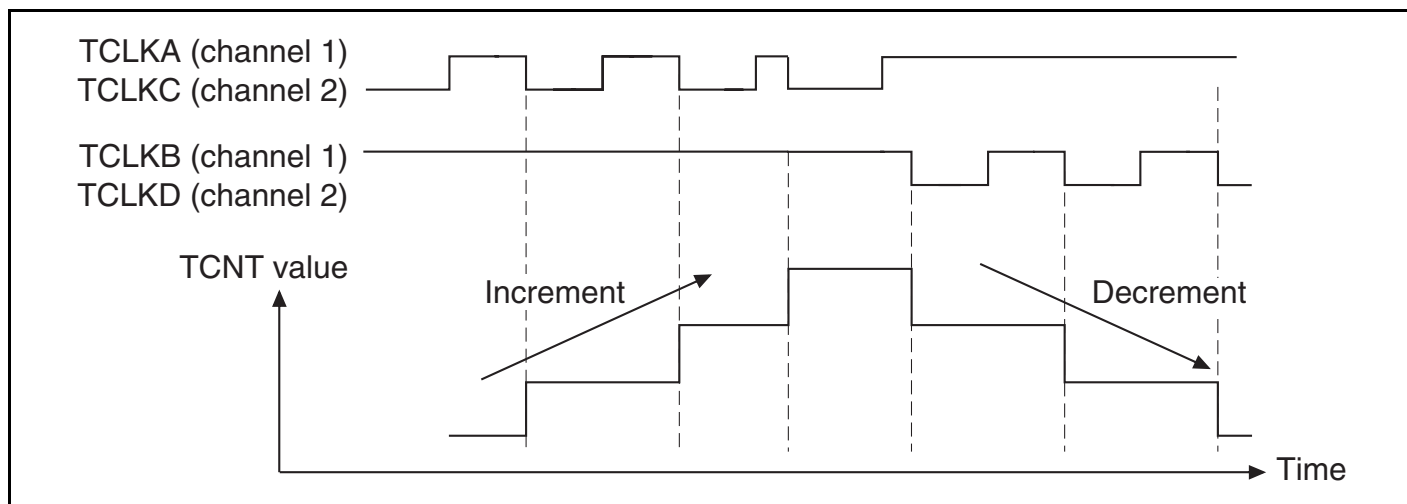 TCLKA (channel 1)
TCLKC (channel 2)
TCLKB (channel 1)
TCLKD (channel 2)
TCNT value
Increment
Decrement
Time